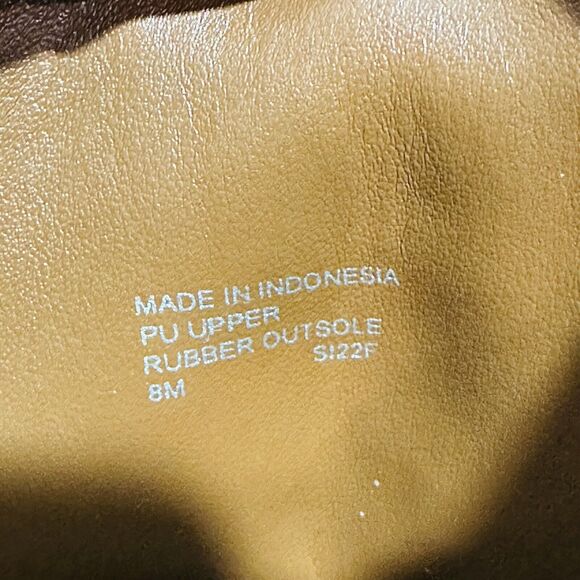 MADE IN INDONESIA
PU UPPER
RUBBER OUTSOLE
SI22F
8M